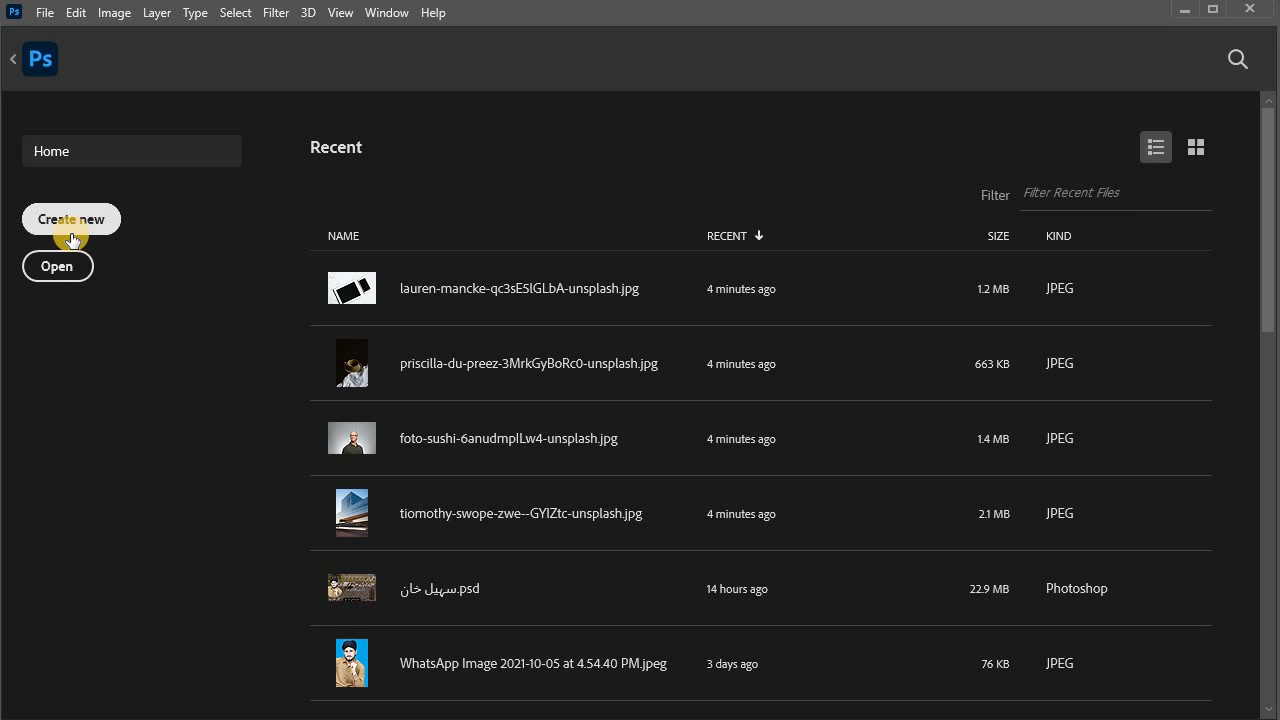 Ps File Edit Image Layer Type Select Filter 3D View Window Help
Ps
Home
Recent
Create new
Filter Filter Recent Files
NAME RECENT SIZE KIND
Open
lauren-mancke-qc3sE5lGLbA-unsplash.jpg 4 minutes ago 1.2 MB JPEG
priscilla-du-preez-3MrkGyBoRc0-unsplash.jpg 4 minutes ago 663 KB JPEG
foto-sushi-6anudmpILw4-unsplash.jpg 4 minutes ago 1.4 MB JPEG
tiomothy-swope-zwe--GYIZtc-unsplash.jpg 4 minutes ago 2.1 MB JPEG
سہیل خان.psd 14 hours ago 22.9 MB Photoshop
WhatsApp Image 2021-10-05 at 4.54.40 PM.jpeg 3 days ago 76 KB JPEG